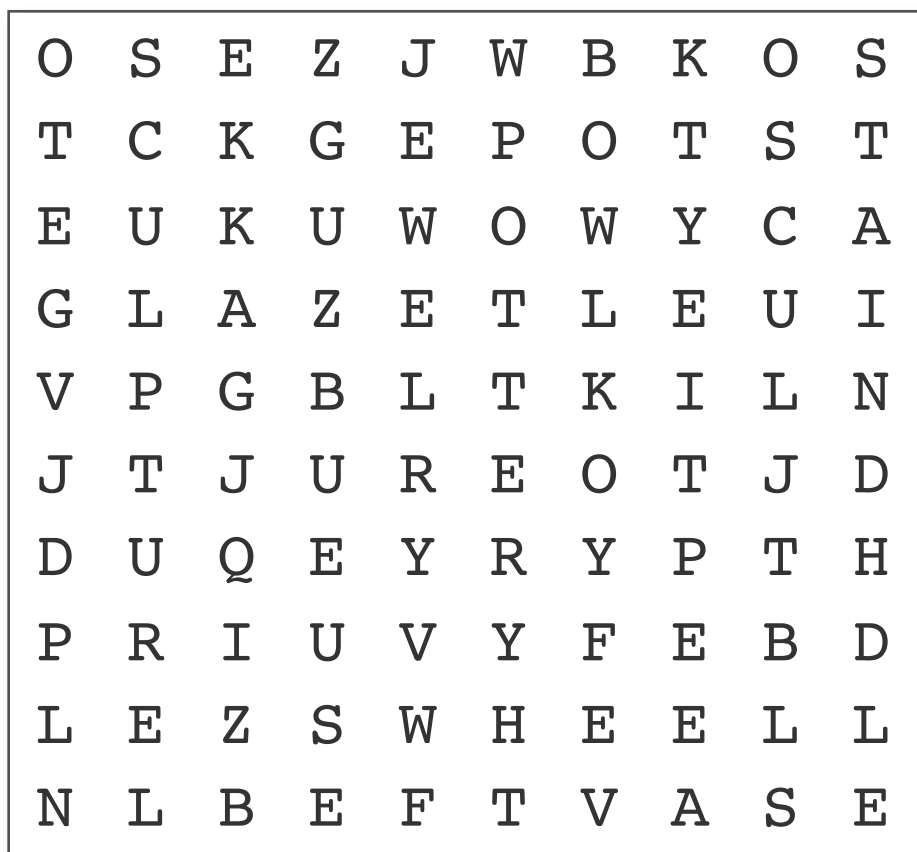 O S E Z J W B K O S
T C K G E P O T S T
E U K U W O W Y C A
G L A Z E T L E U I
V P G B L T K I L N
J T J U R E O T J D
D U Q E Y R Y P T H
P R I U V Y F E B D
L E Z S W H E E L L
N L B E F T V A S E